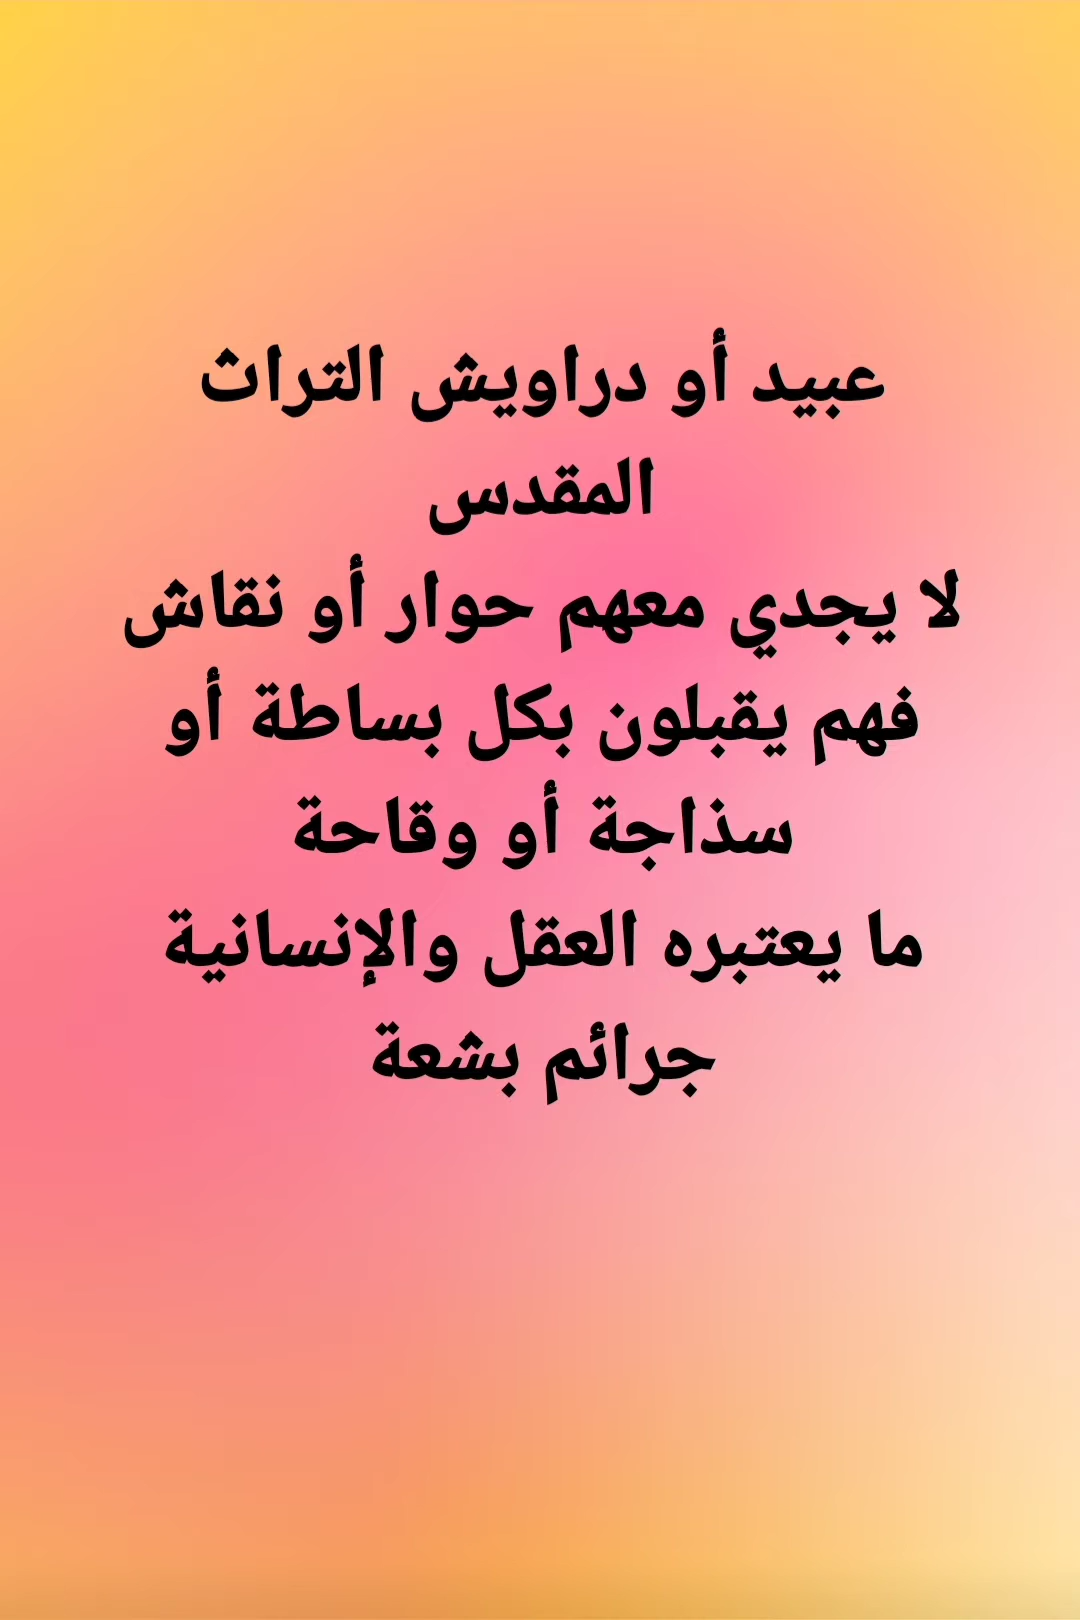 عبيد أو دراويش التراث
المقدس
لا يجدي معهم حوار أو نقاش
فهم يقبلون بكل بساطة أو
سذاجة أو وقاحة
ما يعتبره العقل والإنسانية
جرائم بشعة